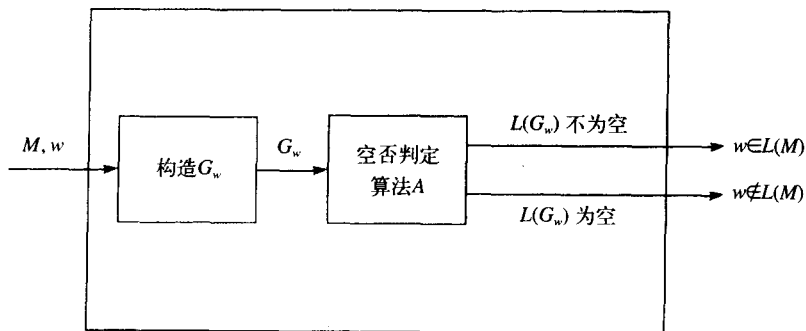 M, w
构造G_w
G_w
空否判定
算法A
L(G_w) 不为空
w∈L(M)
L(G_w) 为空
w∉L(M)